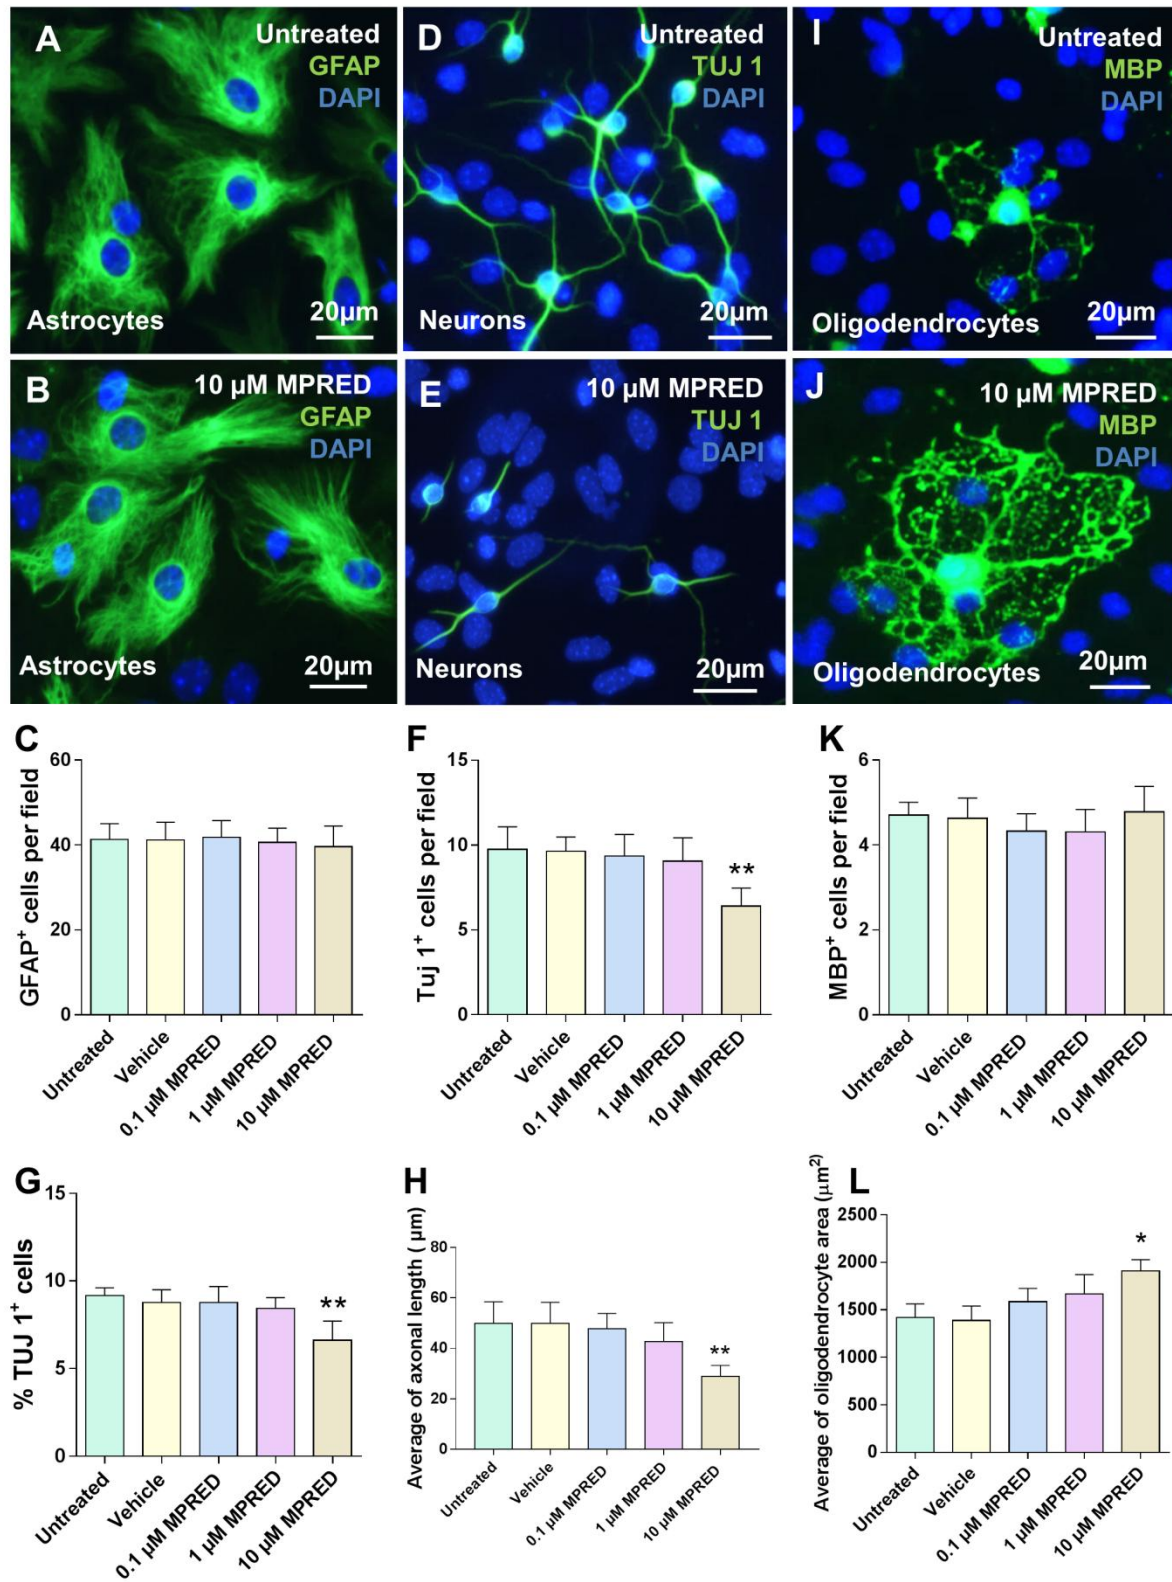 A
Untreated
GFAP
DAPI
20µm
Astrocytes
D
Untreated
TUJ 1
DAPI
20µm
Neurons
I
Untreated
MBP
DAPI
20µm
Oligodendrocytes
B
10 µM MPRED
GFAP
DAPI
20µm
Astrocytes
E
10 µM MPRED
TUJ 1
DAPI
20µm
Neurons
J
10 µM MPRED
MBP
DAPI
20µm
Oligodendrocytes
C
GFAP⁺ cells per field
60
40
20
0
Untreated
Vehicle
0.1 µM MPRED
1 µM MPRED
10 µM MPRED
F
Tuj 1⁺ cells per field
15
10
5
0
**
Untreated
Vehicle
0.1 µM MPRED
1 µM MPRED
10 µM MPRED
K
MBP⁺ cells per field
6
4
2
0
Untreated
Vehicle
0.1 µM MPRED
1 µM MPRED
10 µM MPRED
G
% TUJ 1⁺ cells
15
10
5
0
**
Untreated
Vehicle
0.1 µM MPRED
1 µM MPRED
10 µM MPRED
H
Average of axonal length ( µm)
80
60
40
20
0
**
Untreated
Vehicle
0.1 µM MPRED
1 µM MPRED
10 µM MPRED
L
Average of oligodendrocyte area (µm²)
2500
2000
1500
1000
500
0
*
Untreated
Vehicle
0.1 µM MPRED
1 µM MPRED
10 µM MPRED